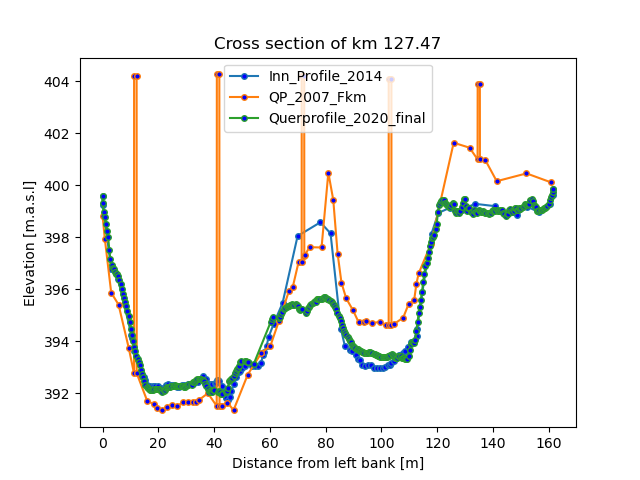 Cross section of km 127.47
Inn_Profile_2014
QP_2007_Fkm
Querprofile_2020_final
Elevation [m.a.s.l]
404
402
400
398
396
394
392
0 20 40 60 80 100 120 140 160
Distance from left bank [m]